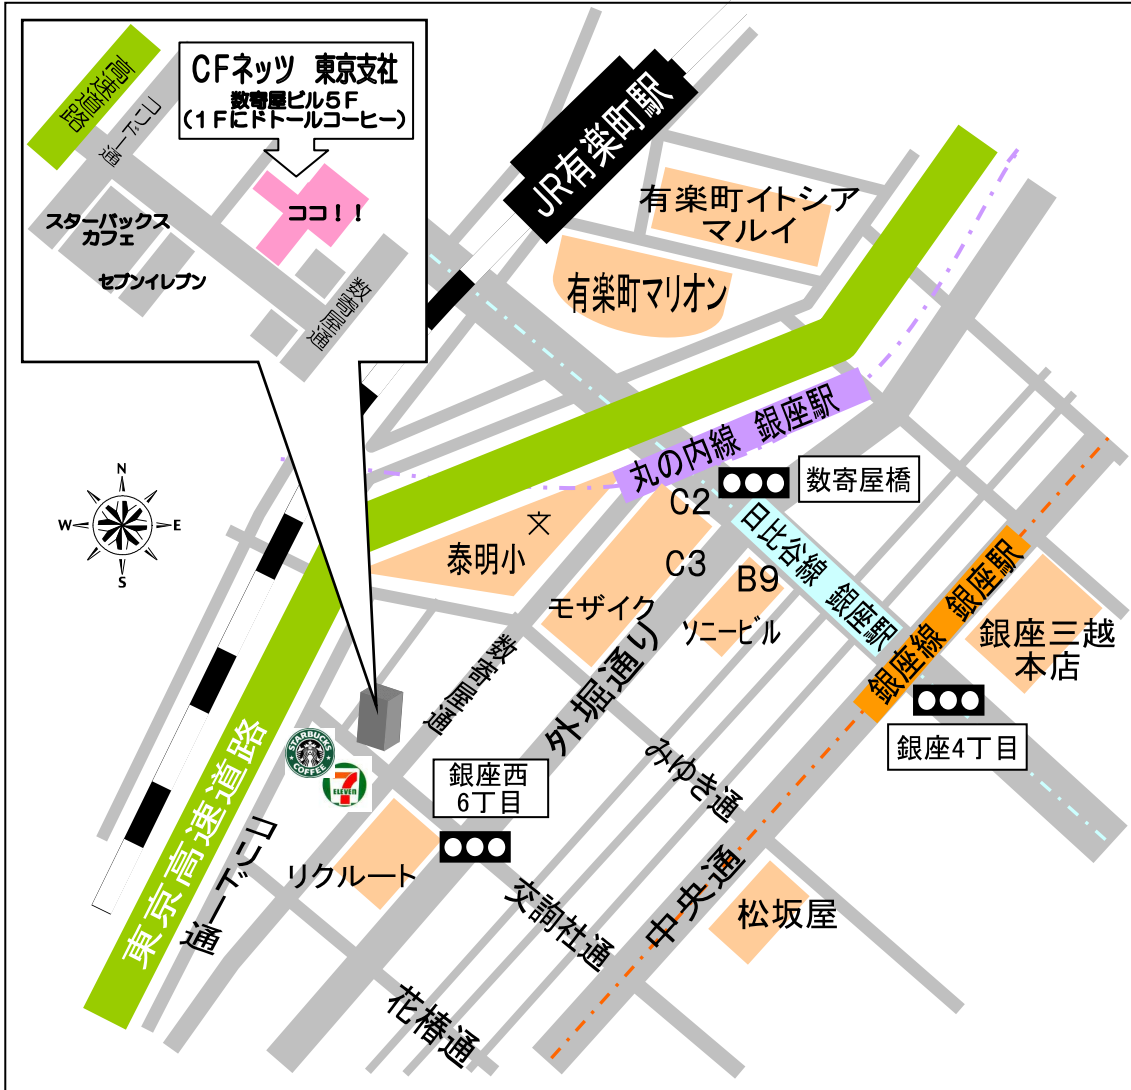 CFネッツ 東京支社
数寄屋ビル5F
(1Fにドトールコーヒー)
高速道路
コリドー通
スターバックス
カフェ
セブンイレブン
ココ！！
数寄屋通
JR有楽町駅
有楽町イトシア
マルイ
有楽町マリオン
丸の内線 銀座駅
数寄屋橋
C2
C3
B9
日比谷線 銀座駅
銀座線 銀座駅
N
W
E
S
文
泰明小
モザイク
ソニービル
銀座三越
本店
数寄屋通
外堀通り
みゆき通
銀座4丁目
STARBUCKS
COFFEE
7
ELEVEN
銀座西
6丁目
東京高速道路
コリドー通
リクルート
交詢社通
中央通
松坂屋
花椿通